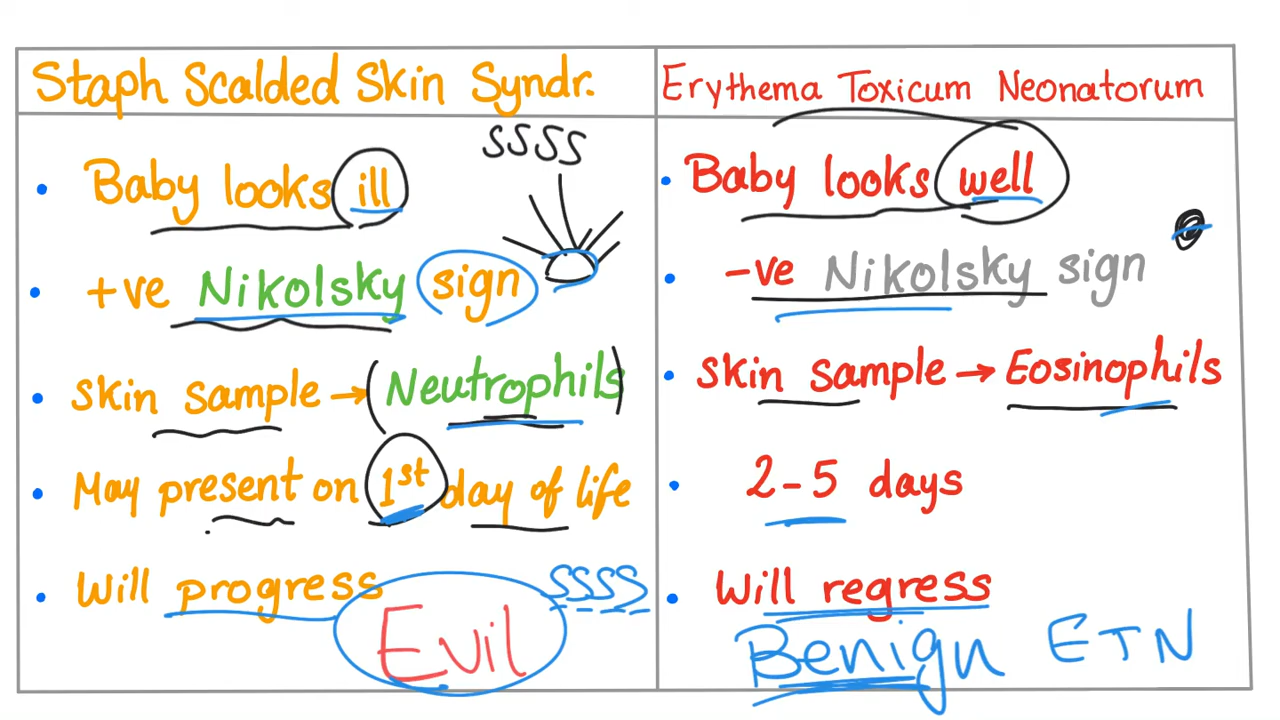 Staph Scalded Skin Syndr.
SSSS
• Baby looks ill
• +ve Nikolsky sign
• skin sample → (Neutrophils)
• May present on 1st day of life
• Will progress
SSSS
Evil
Erythema Toxicum Neonatorum
• Baby looks well
• -ve Nikolsky sign
• skin sample → Eosinophils
• 2-5 days
• Will regress
Benign ETN